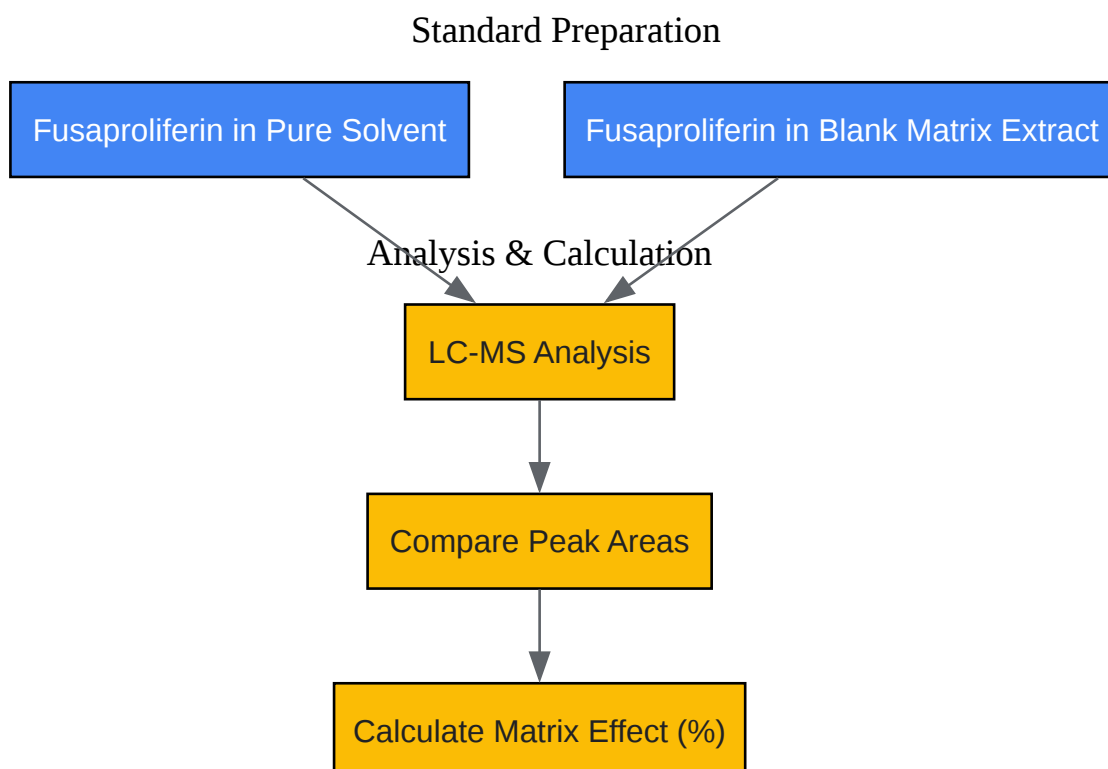 Standard Preparation
Fusaproliferin in Pure Solvent
Fusaproliferin in Blank Matrix Extract
Analysis & Calculation
LC-MS Analysis
Compare Peak Areas
Calculate Matrix Effect (%)